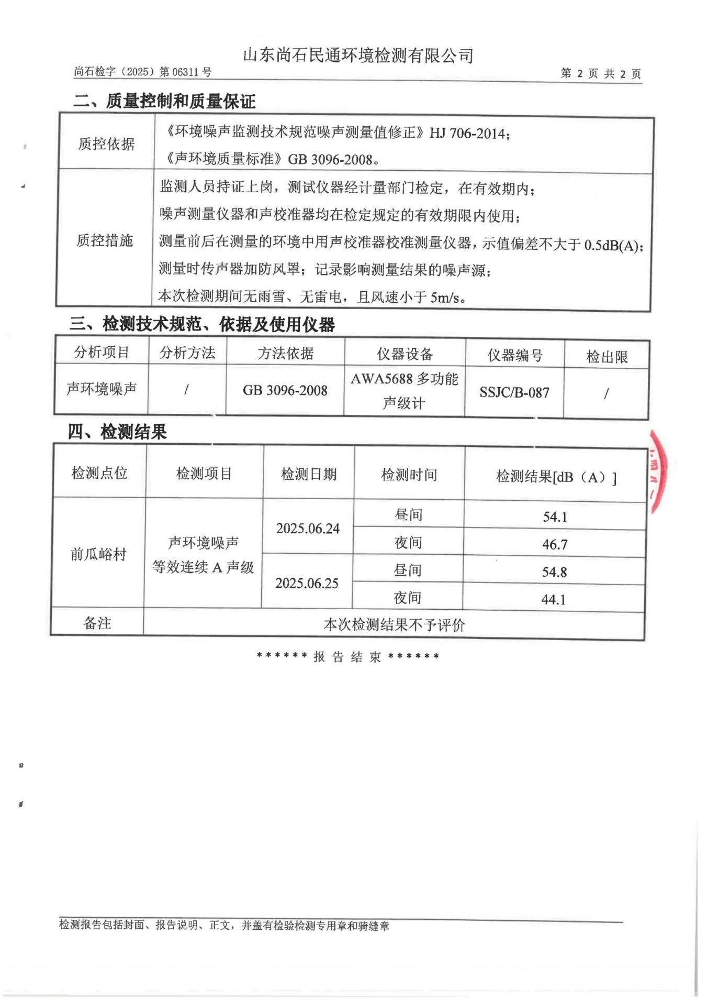 山东尚石民通环境检测有限公司
尚石检字（2025）第 06311 号
第 2 页 共 2 页
二、质量控制和质量保证
质控依据
《环境噪声监测技术规范噪声测量值修正》HJ 706-2014；
《声环境质量标准》GB 3096-2008。
质控措施
监测人员持证上岗，测试仪器经计量部门检定，在有效期内；
噪声测量仪器和声校准器均在检定规定的有效期限内使用；
测量前后在测量的环境中用声校准器校准测量仪器，示值偏差不大于 0.5dB(A)；
测量时传声器加防风罩；记录影响测量结果的噪声源；
本次检测期间无雨雪、无雷电，且风速小于 5m/s。
三、检测技术规范、依据及使用仪器
分析项目 分析方法 方法依据 仪器设备 仪器编号 检出限
声环境噪声 / GB 3096-2008 AWA5688 多功能
声级计 SSJC/B-087 /
四、检测结果
检测点位 检测项目 检测日期 检测时间 检测结果[dB（A）]
前瓜峪村
声环境噪声
等效连续 A 声级
2025.06.24
昼间 54.1
夜间 46.7
2025.06.25
昼间 54.8
夜间 44.1
备注 本次检测结果不予评价
******报 告 结 束******
检测报告包括封面、报告说明、正文，并盖有检验检测专用章和骑缝章